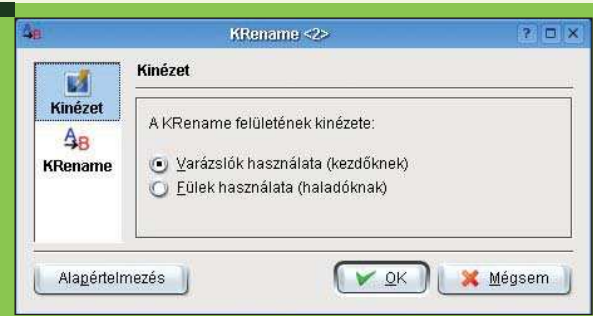 KRename <2>
Kinézet
Kinézet
KRename
A KRename felületének kinézete:
Varázslók használata (kezdőknek)
Fülek használata (haladóknak)
Alapértelmezés
OK
Mégsem